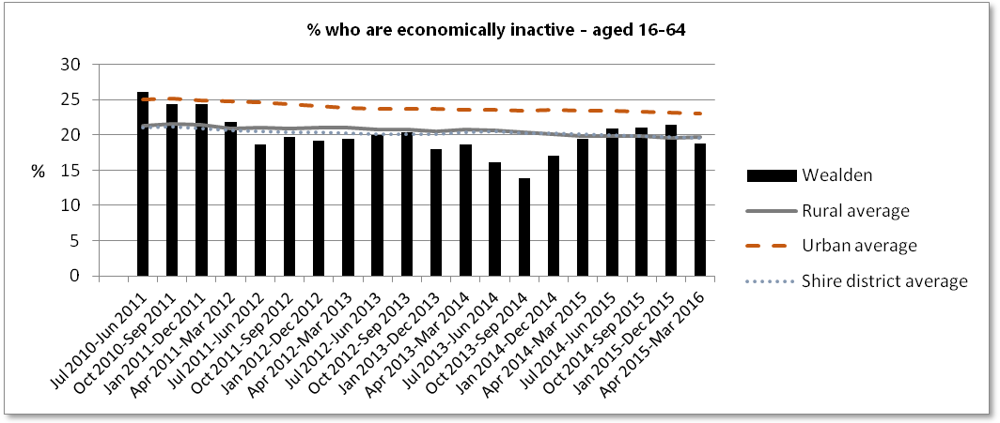 % who are economically inactive - aged 16-64
30
25
20
15
10
5
0
%
Jul 2010-Jun 2011
Oct 2010-Sep 2011
Jan 2011-Dec 2011
Apr 2011-Mar 2012
Jul 2011-Jun 2012
Oct 2011-Sep 2012
Jan 2012-Dec 2012
Apr 2012-Mar 2013
Jul 2012-Jun 2013
Oct 2012-Sep 2013
Jan 2013-Dec 2013
Apr 2013-Mar 2014
Jul 2013-Jun 2014
Oct 2013-Sep 2014
Jan 2014-Dec 2014
Apr 2014-Mar 2015
Jul 2014-Jun 2015
Oct 2014-Sep 2015
Jan 2015-Dec 2015
Apr 2015-Mar 2016
Wealden
Rural average
Urban average
Shire district average